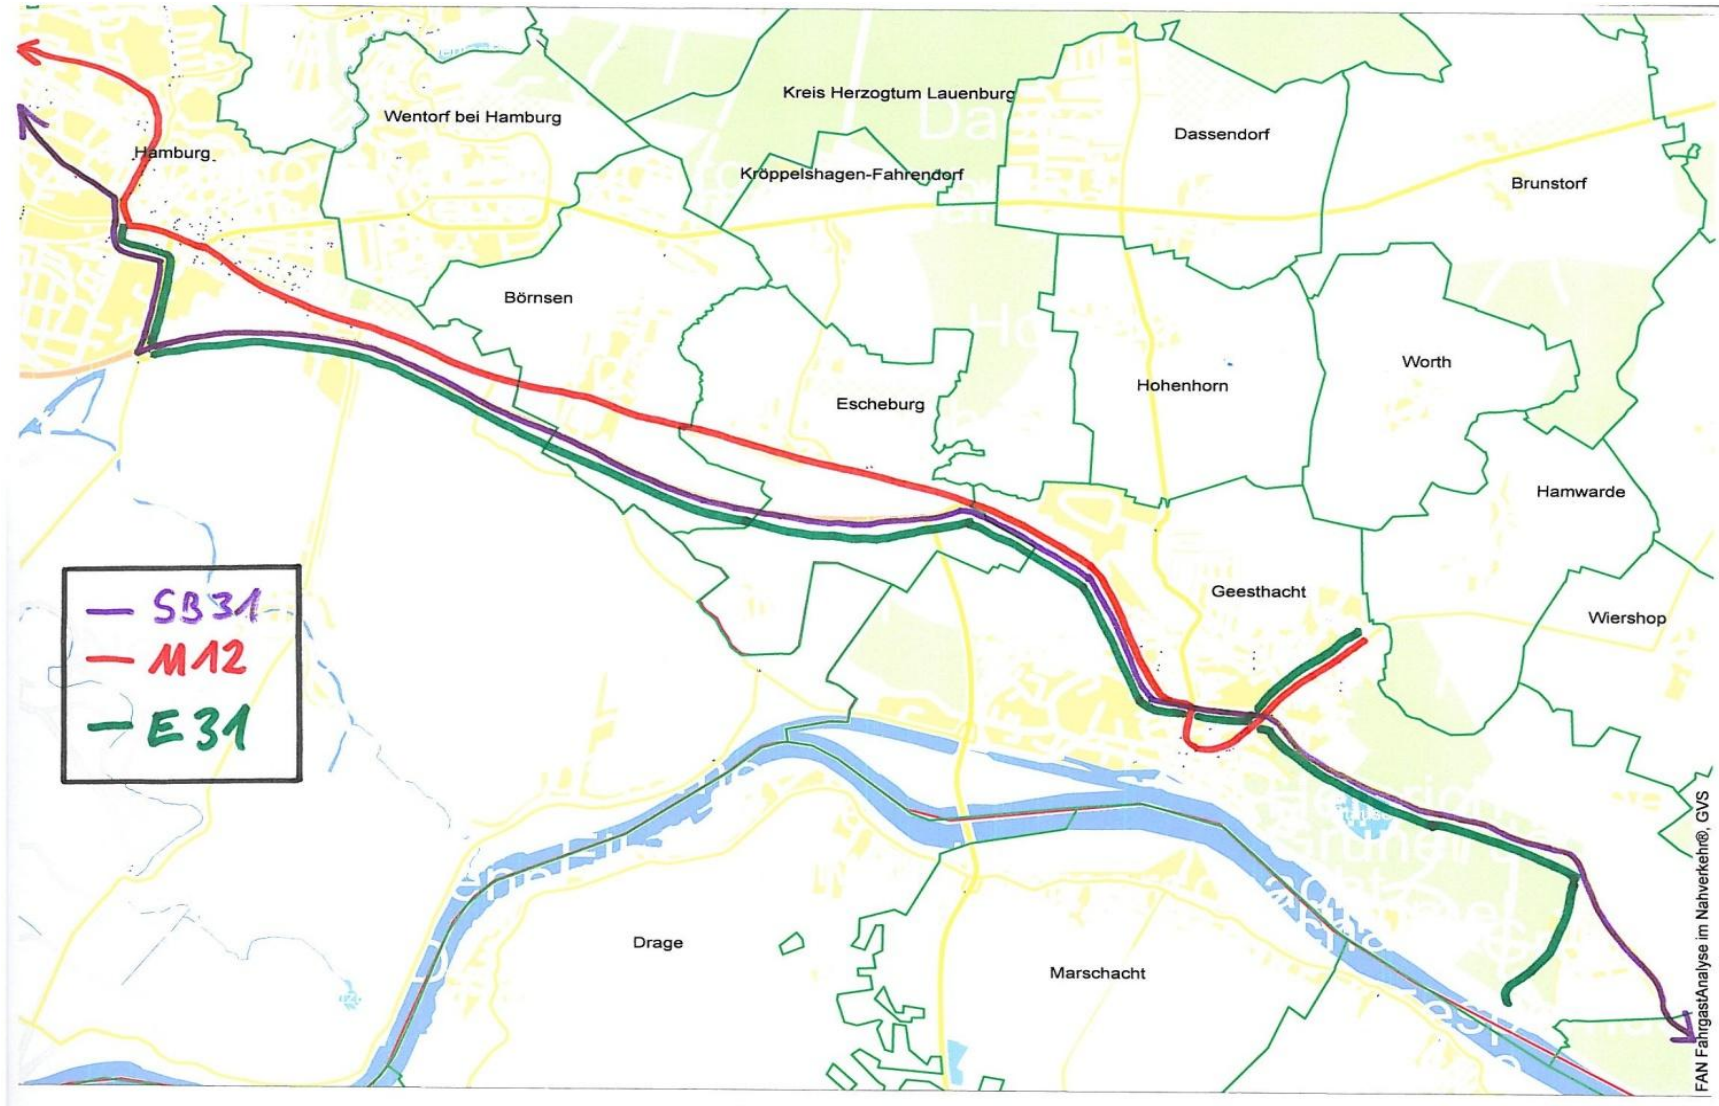 Kreis Herzogtum Lauenburg
Wentorf bei Hamburg
Dassendorf
Hamburg
Kröppelshagen-Fahrendorf
Brunstorf
Börnsen
Worth
Hohenhorn
Escheburg
Hamwarde
Geesthacht
Wiershop
SB31
M12
E31
Drage
Marschacht
FAN FahrgastAnalyse im Nahverkehr®, GVS